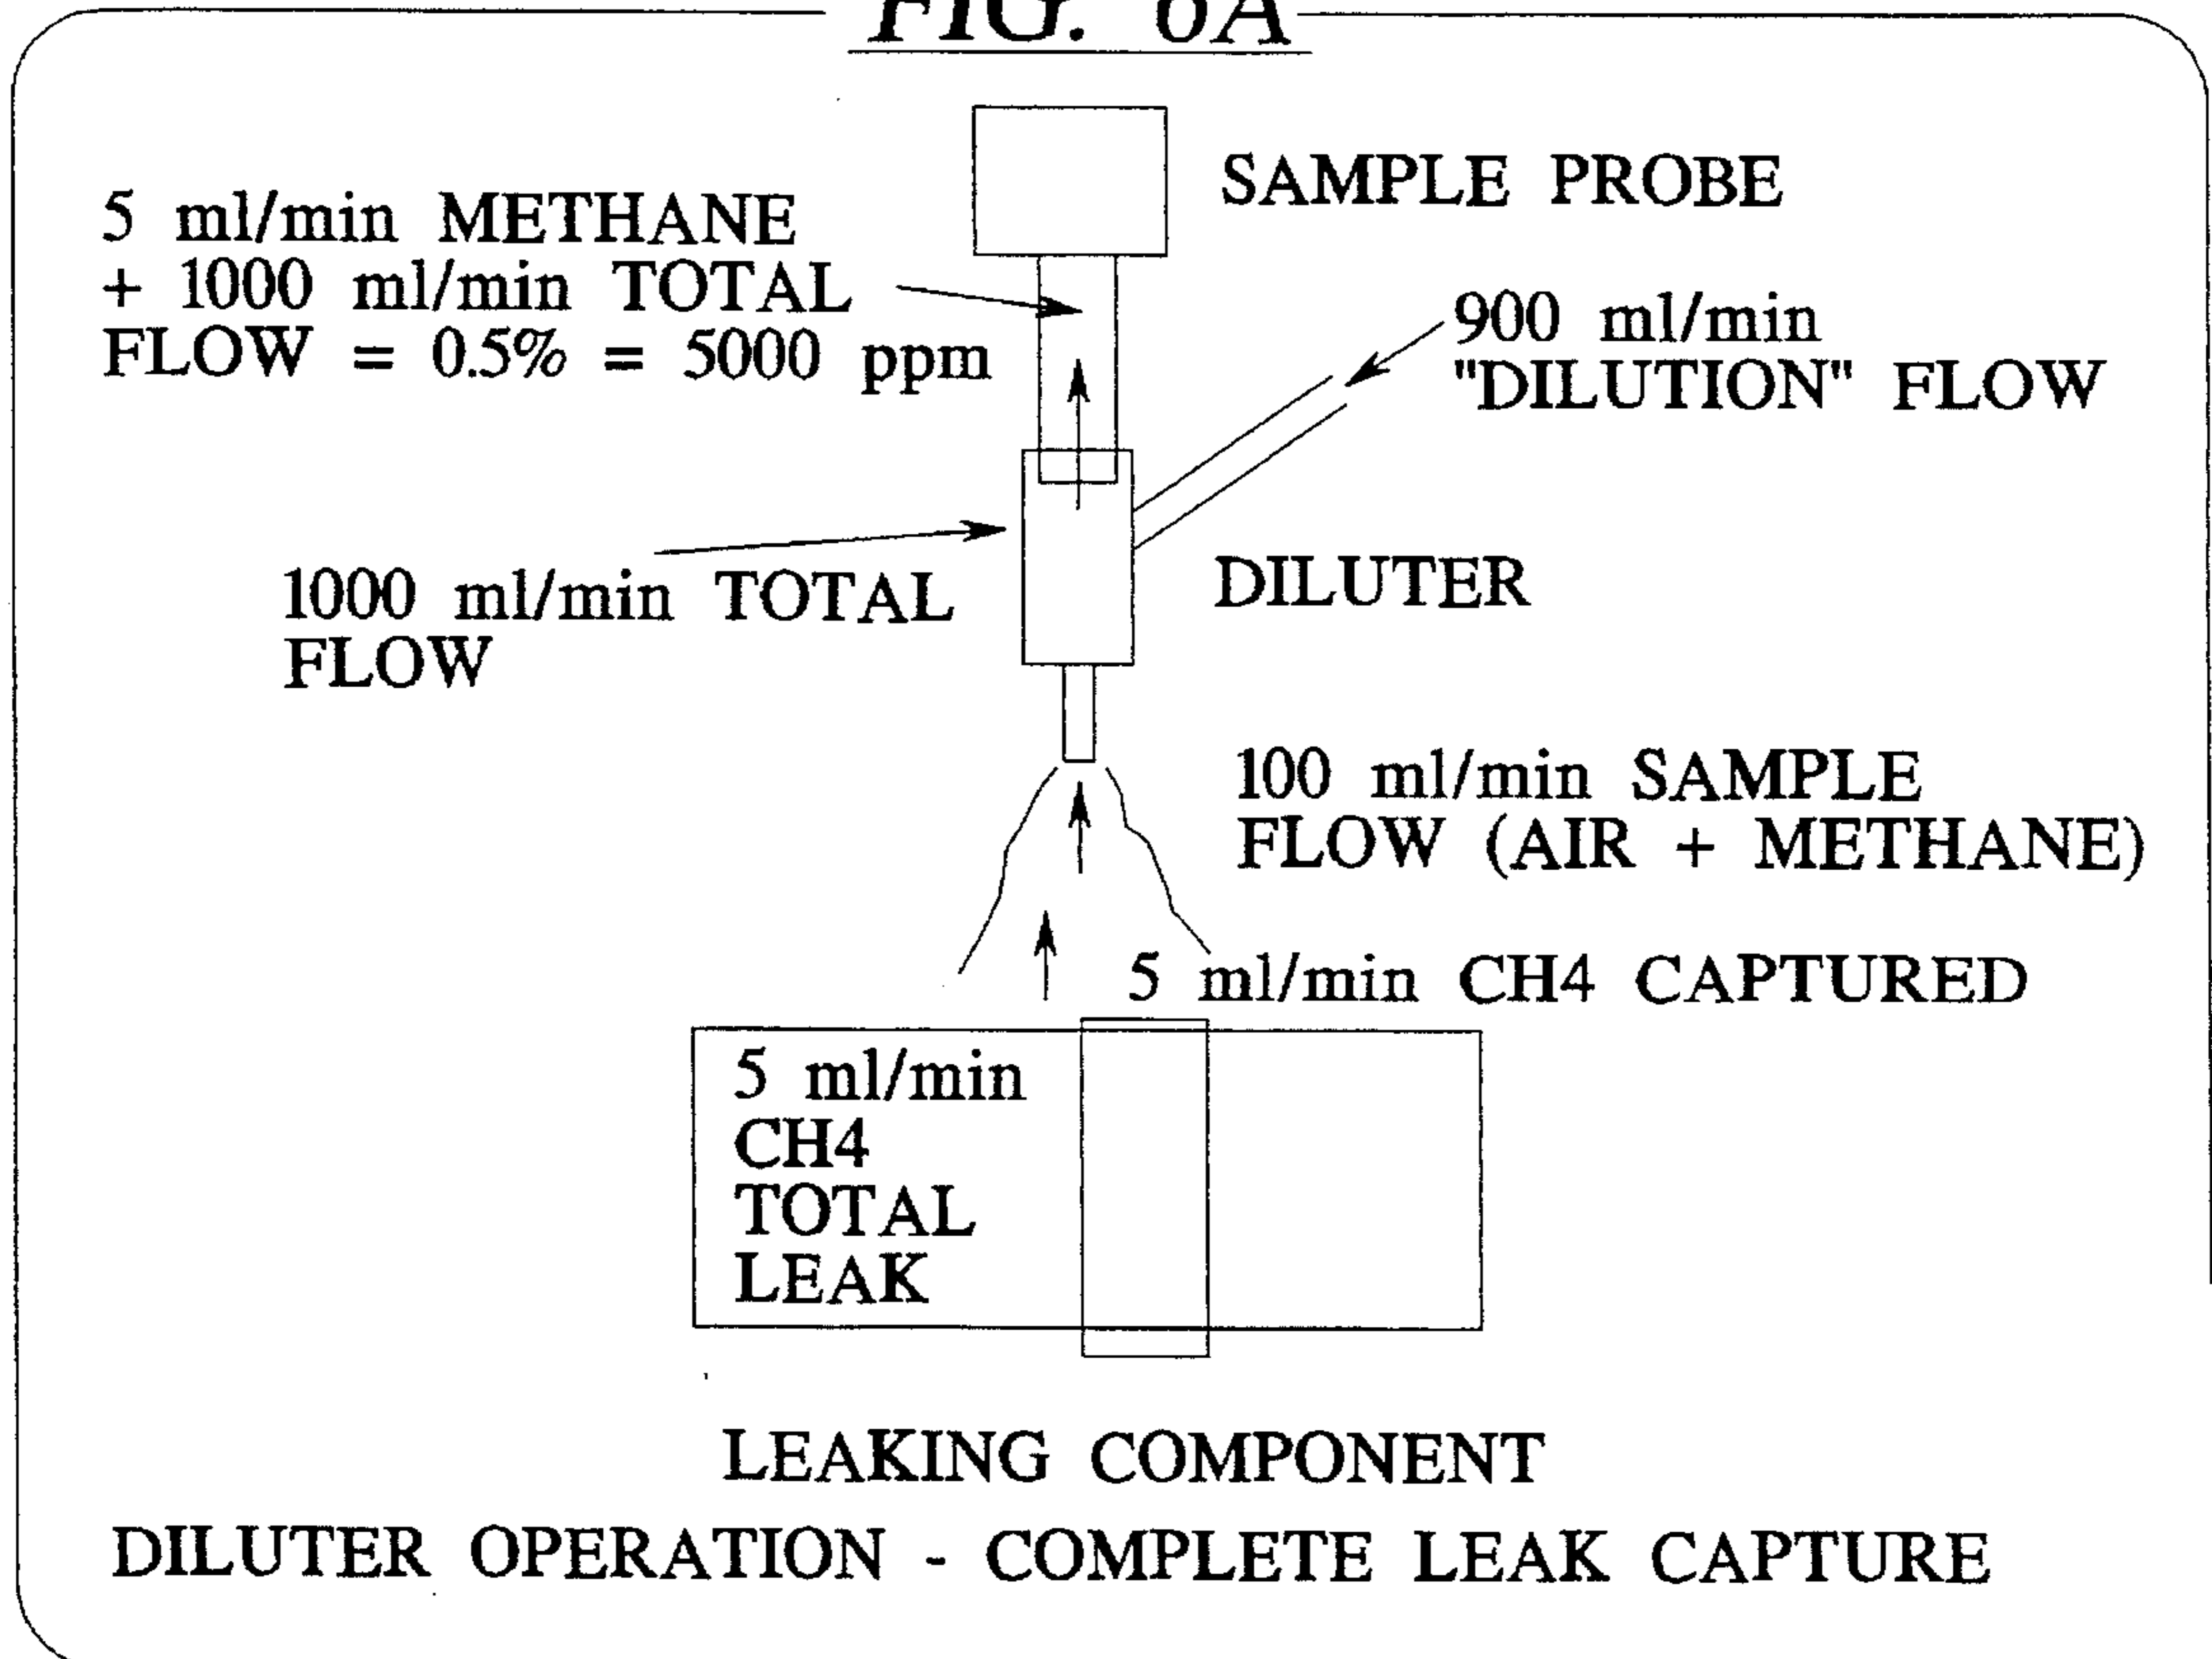 FIG. 6A
SAMPLE PROBE
5 ml/min METHANE
+ 1000 ml/min TOTAL
FLOW = 0.5% = 5000 ppm
900 ml/min
"DILUTION" FLOW
1000 ml/min TOTAL
FLOW
DILUTER
100 ml/min SAMPLE
FLOW (AIR + METHANE)
5 ml/min CH4 CAPTURED
5 ml/min
CH4
TOTAL
LEAK
LEAKING COMPONENT
DILUTER OPERATION - COMPLETE LEAK CAPTURE